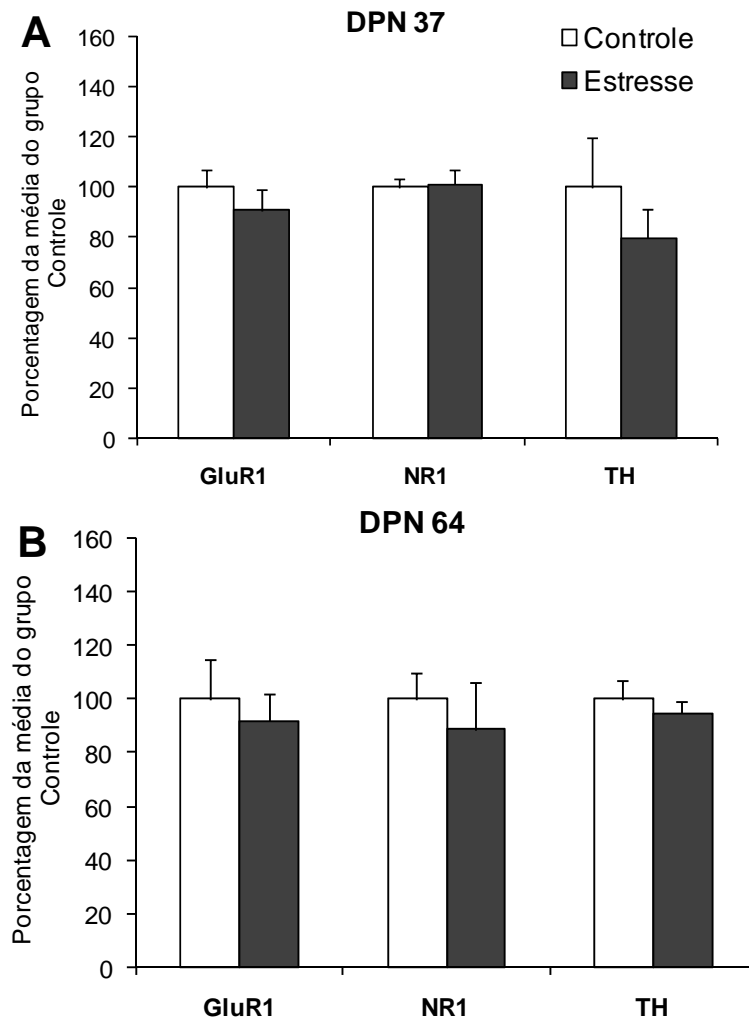 A
DPN 37
Controle
Estresse
Porcentagem da média do grupo
Controle
160
140
120
100
80
60
40
20
0
GluR1 NR1 TH
B
DPN 64
Porcentagem da média do grupo
Controle
160
140
120
100
80
60
40
20
0
GluR1 NR1 TH